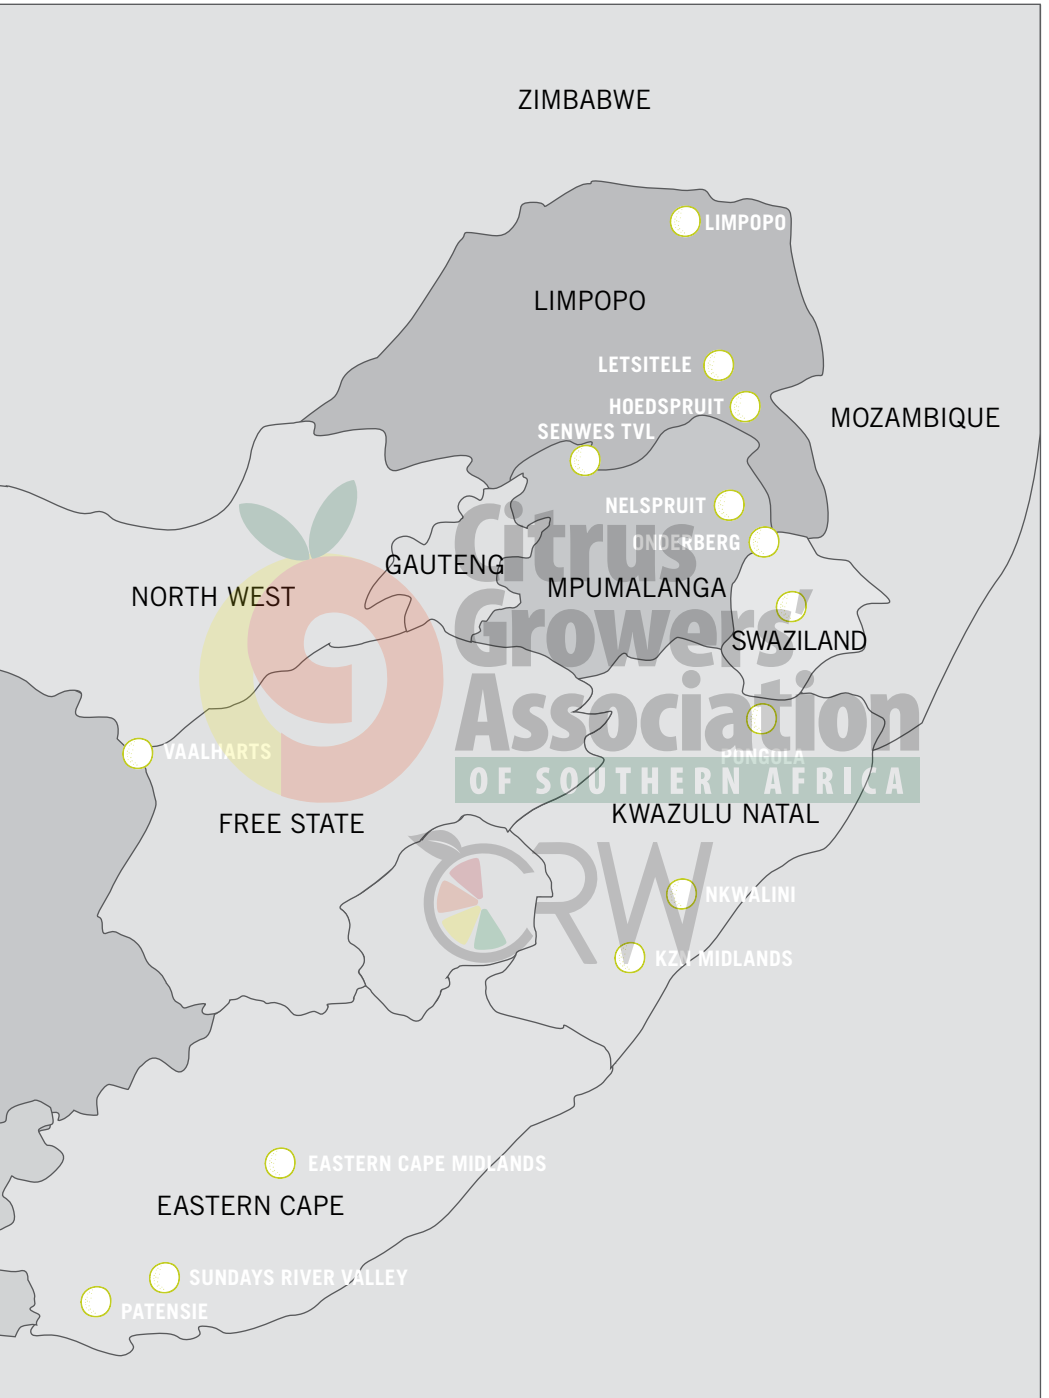 ZIMBABWE
LIMPOPO
LIMPOPO
LETSITELE
HOEDSPRUIT
MOZAMBIQUE
SENWES TVL
NELSPRUIT
ONDERBERG
Citrus
GAUTENG
MPUMALANGA
NORTH WEST
Growers'
SWAZILAND
Association
VAALHARTS
PONGOLA
OF SOUTHERN AFRICA
KWAZULU NATAL
FREE STATE
CRW
NKWALINI
KZN MIDLANDS
EASTERN CAPE MIDLANDS
EASTERN CAPE
SUNDAYS RIVER VALLEY
PATENSIE